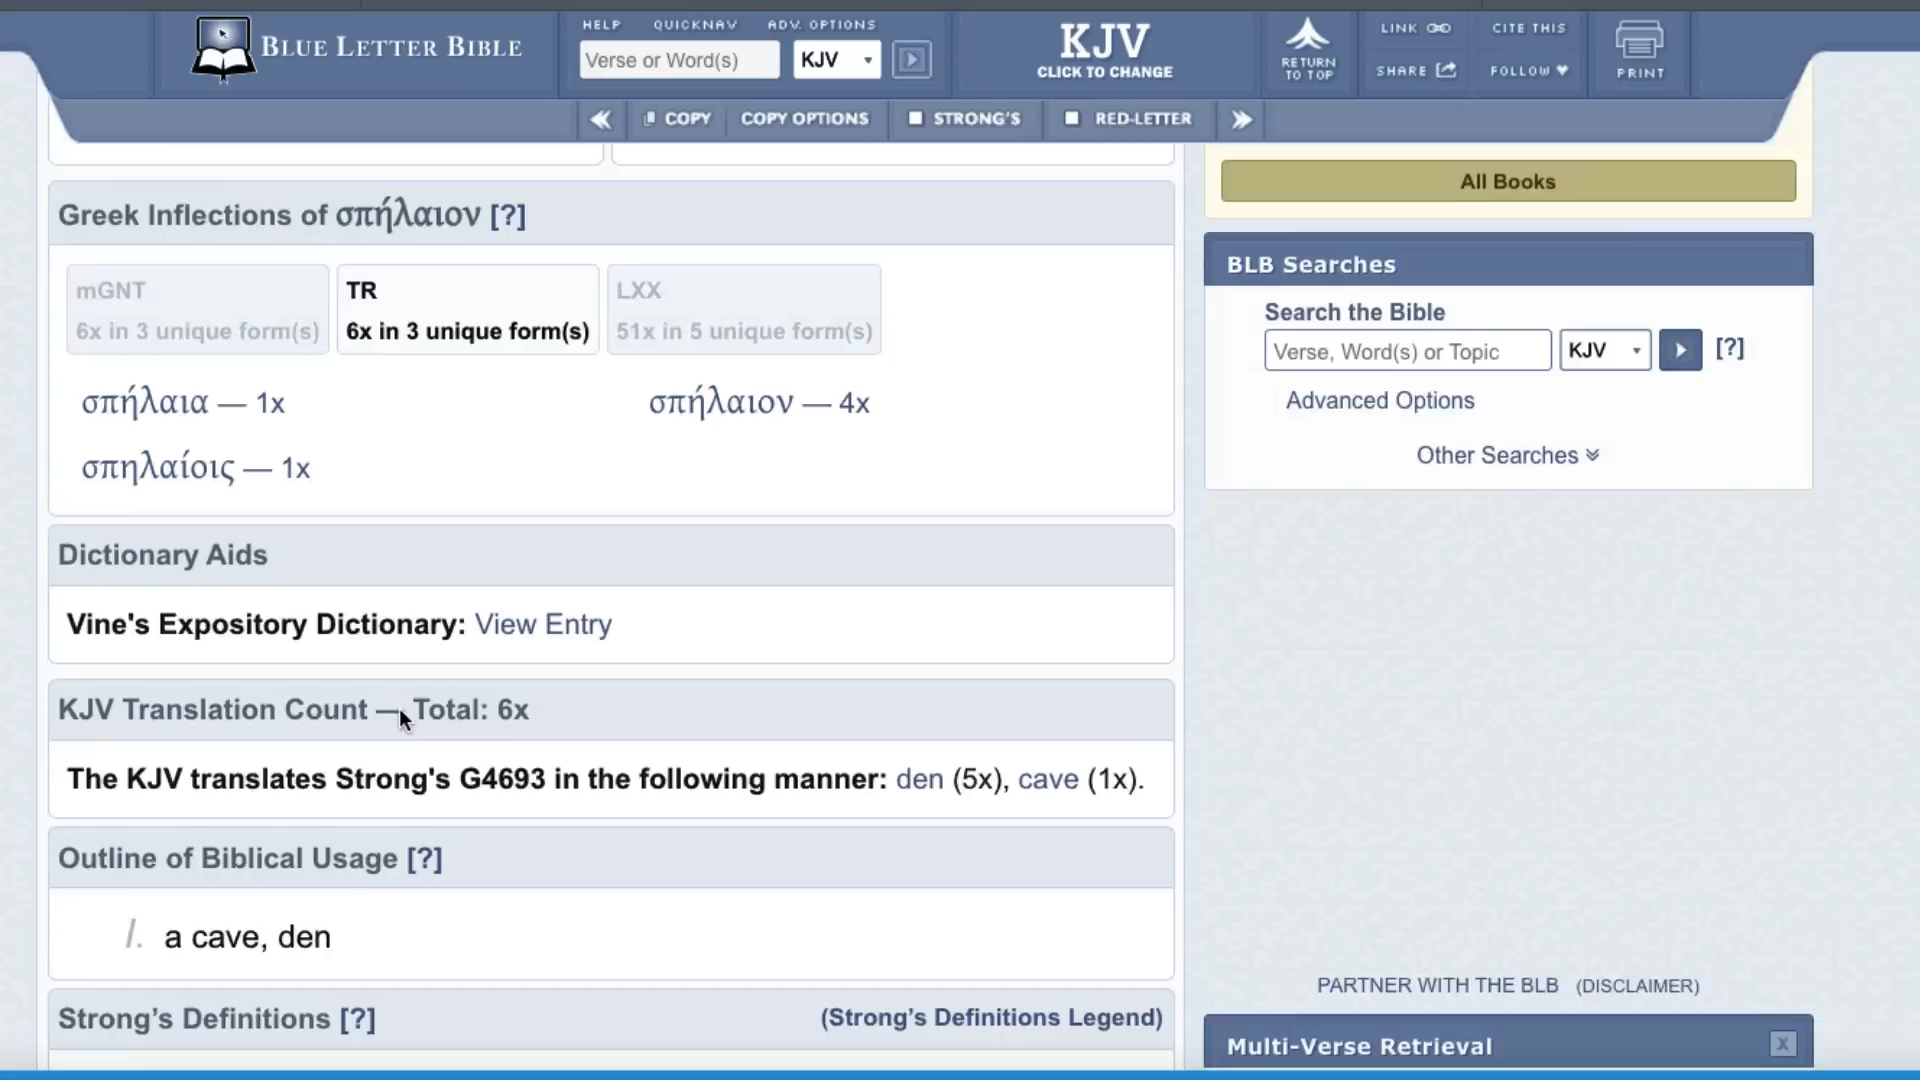 BLUE LETTER BIBLE
HELP QUICKNAV ADV. OPTIONS
Verse or Word(s) KJV
KJV
CLICK TO CHANGE
RETURN
TO TOP
LINK
CITE THIS
SHARE
FOLLOW
PRINT
COPY COPY OPTIONS STRONG'S RED-LETTER
Greek Inflections of σπήλαιον [?]
mGNT
6x in 3 unique form(s)
TR
6x in 3 unique form(s)
LXX
51x in 5 unique form(s)
σπήλαια — 1x
σπήλαιον — 4x
σπηλαίοις — 1x
Dictionary Aids
Vine's Expository Dictionary: View Entry
KJV Translation Count — Total: 6x
The KJV translates Strong's G4693 in the following manner: den (5x), cave (1x).
Outline of Biblical Usage [?]
I. a cave, den
Strong’s Definitions [?] (Strong’s Definitions Legend)
All Books
BLB Searches
Search the Bible
Verse, Word(s) or Topic KJV [?]
Advanced Options
Other Searches
PARTNER WITH THE BLB (DISCLAIMER)
Multi-Verse Retrieval X